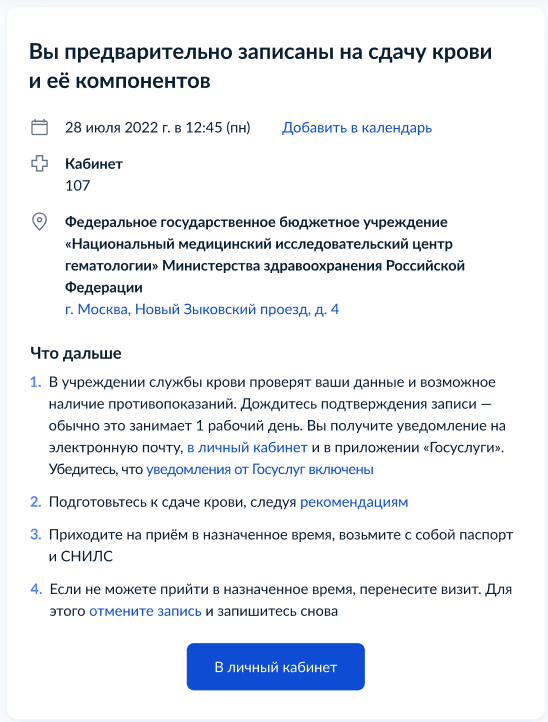 Вы предварительно записаны на сдачу крови
и её компонентов
28 июля 2022 г. в 12:45 (пн) Добавить в календарь
Кабинет
107
Федеральное государственное бюджетное учреждение
«Национальный медицинский исследовательский центр
гематологии» Министерства здравоохранения Российской
Федерации
г. Москва, Новый Зыковский проезд, д. 4
Что дальше
1. В учреждении службы крови проверят ваши данные и возможное
наличие противопоказаний. Дождитесь подтверждения записи —
обычно это занимает 1 рабочий день. Вы получите уведомление на
электронную почту, в личный кабинет и в приложении «Госуслуги».
Убедитесь, что уведомления от Госуслуг включены
2. Подготовьтесь к сдаче крови, следуя рекомендациям
3. Приходите на приём в назначенное время, возьмите с собой паспорт
и СНИЛС
4. Если не можете прийти в назначенное время, перенесите визит. Для
этого отмените запись и запишитесь снова
В личный кабинет